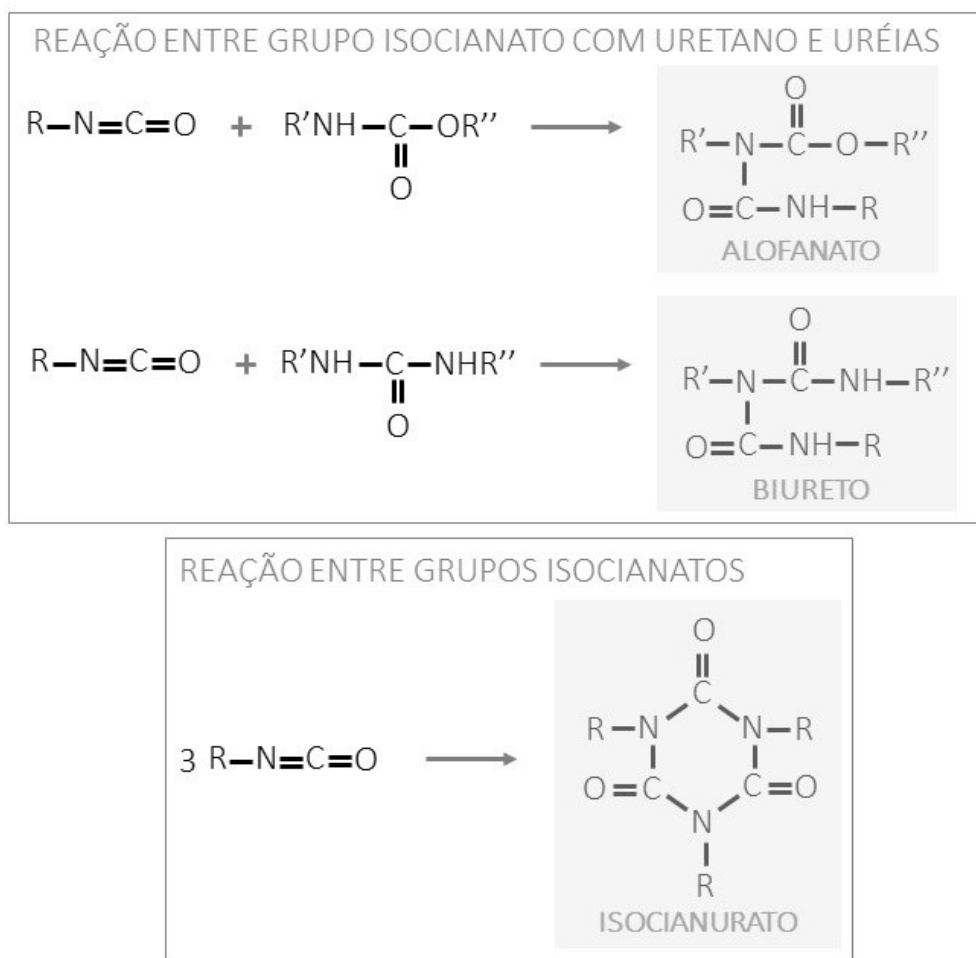 REAÇÃO ENTRE GRUPO ISOCIANATO COM URETANO E URÉIAS
O
R–N=C=O + R'NH–C–OR'' R'–N–C–O–R''
O
O=C–NH–R
ALOFANATO
O
R–N=C=O + R'NH–C–NHR'' R'–N–C–NH–R''
O
O=C–NH–R
BIURETO
REAÇÃO ENTRE GRUPOS ISOCIANATOS
O
C
R–N N–R
3 R–N=C=O
O=C C=O
N
R
ISOCIANURATO